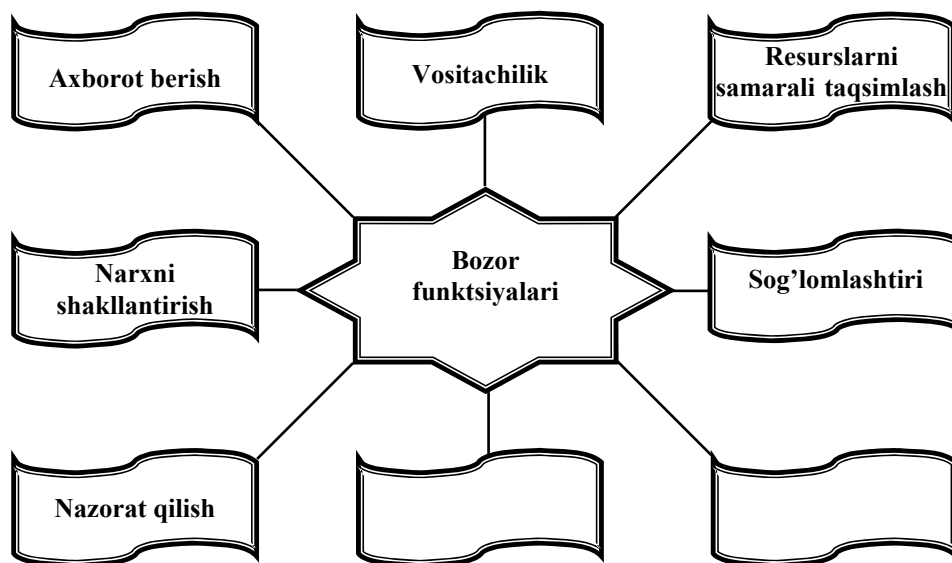 Axborot berish
Vositachilik
Resurslarni
samarali taqsimlash
Narxni
shakllantirish
Bozor
funktsiyalari
Sog’lomlashtiri
Nazorat qilish